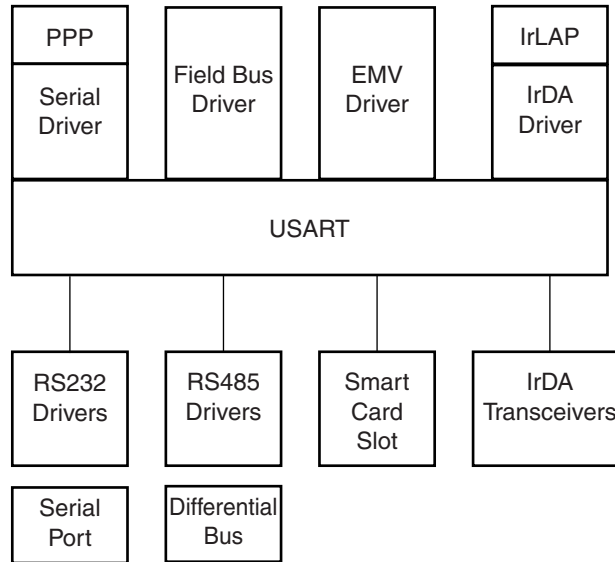 PPP
Serial
Driver
Field Bus
Driver
EMV
Driver
IrLAP
IrDA
Driver
USART
RS232
Drivers
RS485
Drivers
Smart
Card
Slot
IrDA
Transceivers
Serial
Port
Differential
Bus